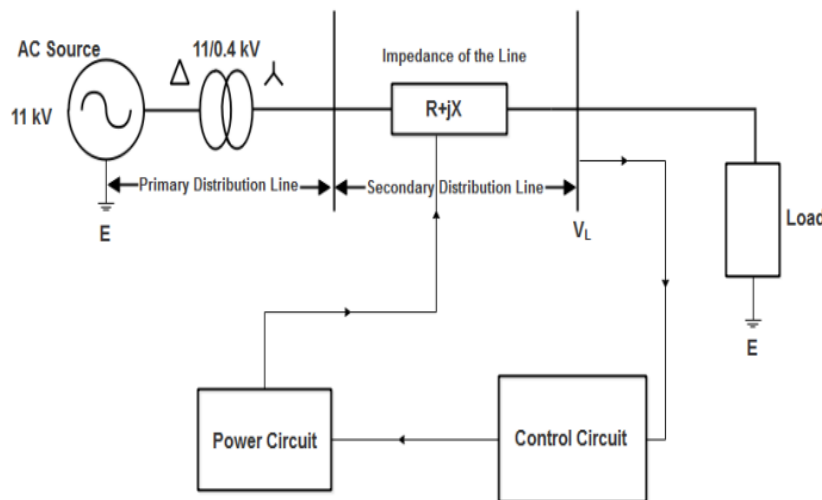 AC Source
11/0.4 kV
Impedance of the Line
11 kV
R+jX
Primary Distribution Line
Secondary Distribution Line
E
VL
Load
E
Power Circuit
Control Circuit